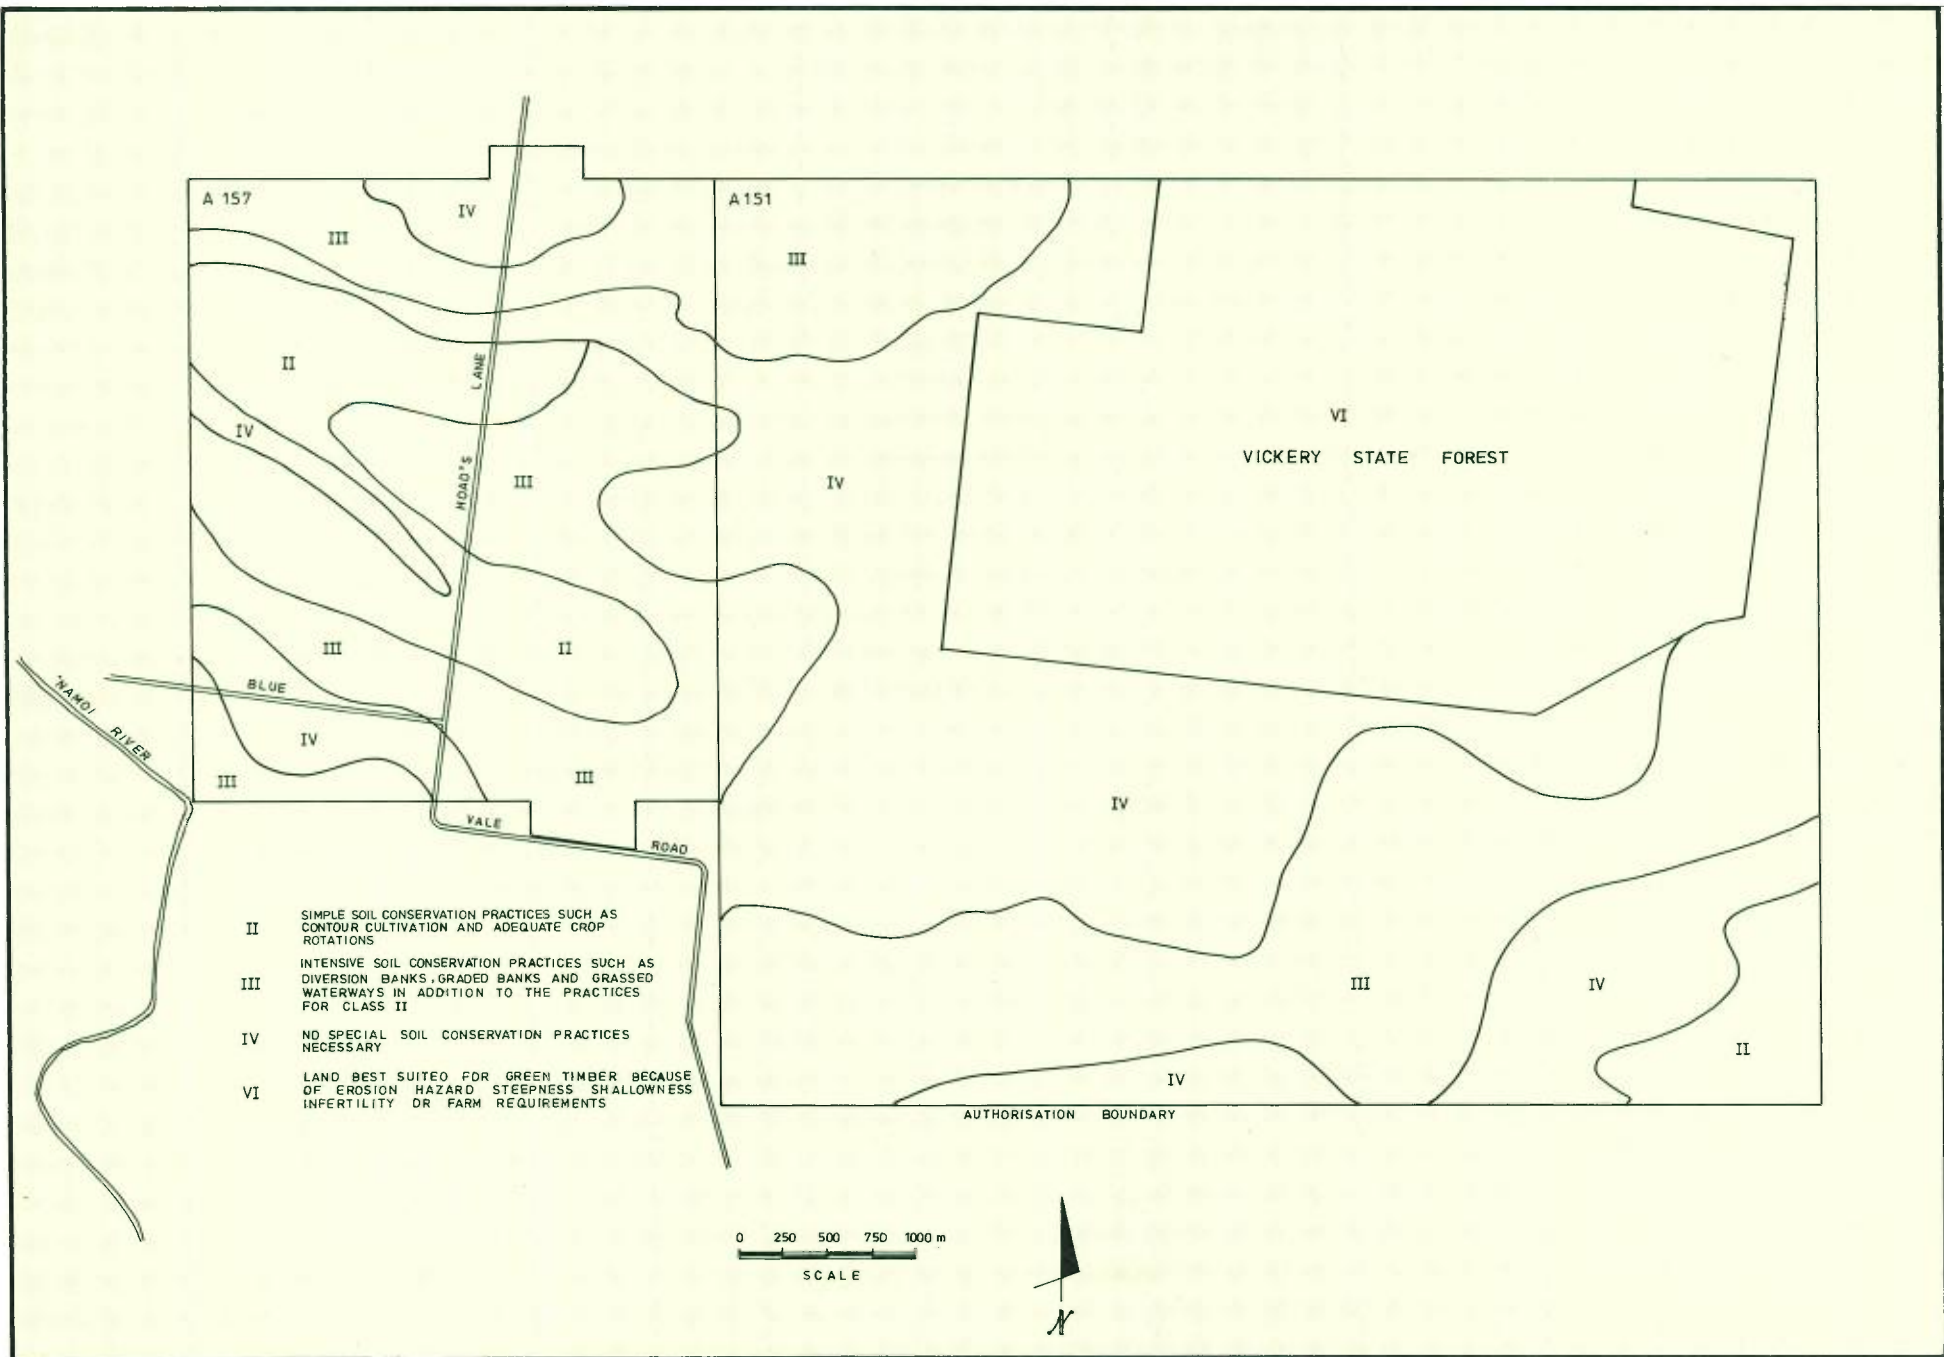 A 157
A 151
IV
III
III
II
LANE
IV
HOAD'S
III
IV
VI
VICKERY STATE FOREST
III
II
BLUE
NAMOI RIVER
IV
III
III
IV
VALE
ROAD
II SIMPLE SOIL CONSERVATION PRACTICES SUCH AS
CONTOUR CULTIVATION AND ADEQUATE CROP
ROTATIONS
III INTENSIVE SOIL CONSERVATION PRACTICES SUCH AS
DIVERSION BANKS, GRADED BANKS AND GRASSED
WATERWAYS IN ADDITION TO THE PRACTICES
FOR CLASS II
IV NO SPECIAL SOIL CONSERVATION PRACTICES
NECESSARY
VI LAND BEST SUITED FOR GREEN TIMBER BECAUSE
OF EROSION HAZARD STEEPNESS SHALLOWNESS
INFERTILITY OR FARM REQUIREMENTS
III
IV
II
IV
AUTHORISATION BOUNDARY
0 250 500 750 1000 m
SCALE
N